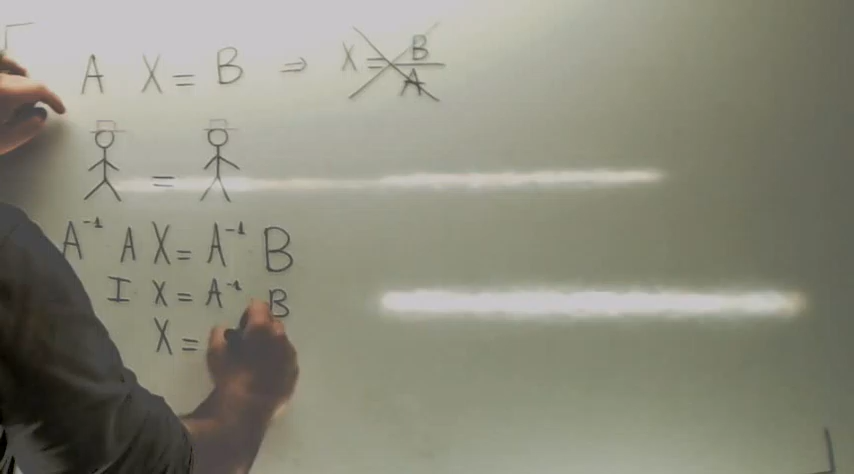 A X = B ⇒ X = B/A
=
A⁻¹ A X = A⁻¹ B
I X = A⁻¹ B
X =